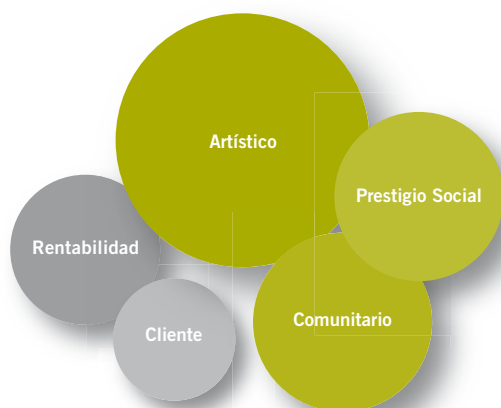 Artístico
Prestigio Social
Rentabilidad
Comunitario
Cliente